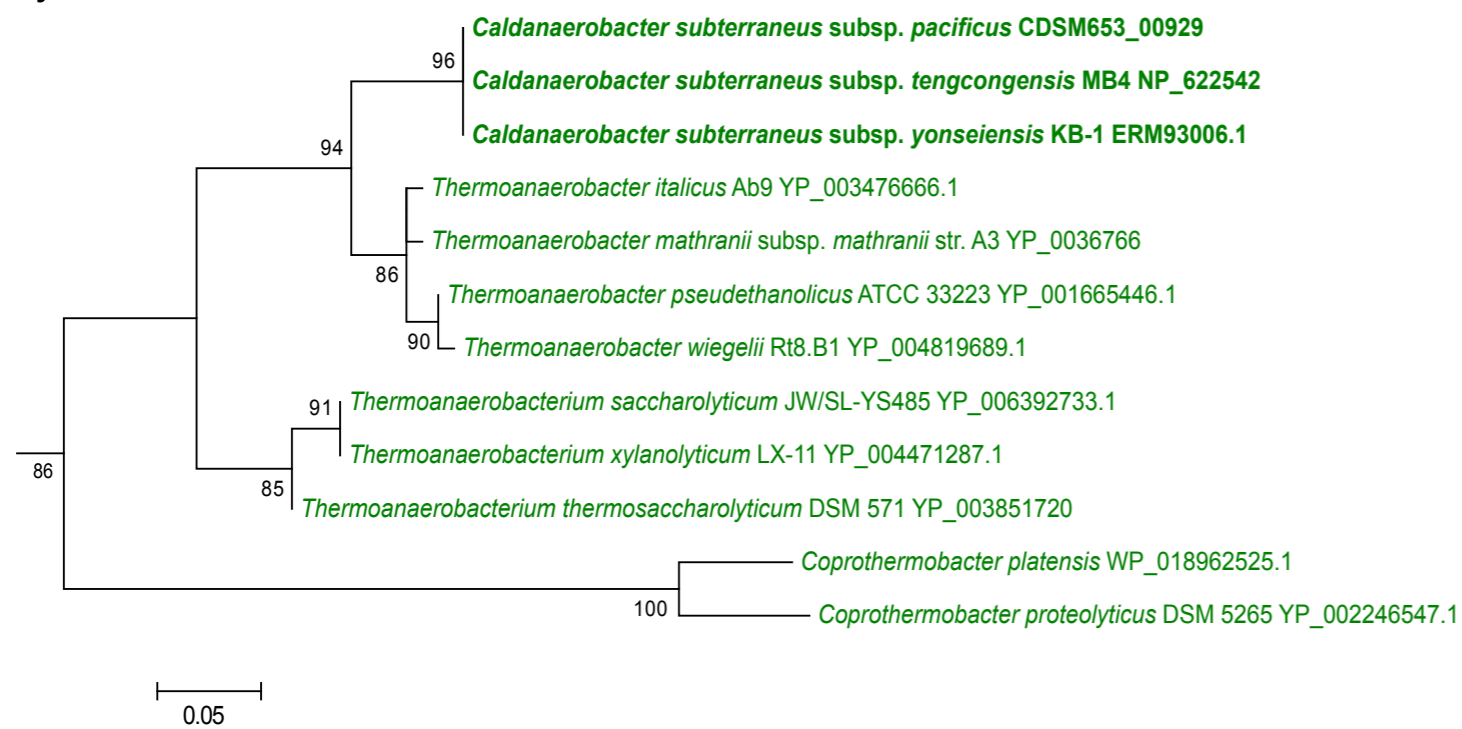 Caldanaerobacter subterraneus subsp. pacificus CDSM653_00929
96
Caldanaerobacter subterraneus subsp. tengcongensis MB4 NP_622542
Caldanaerobacter subterraneus subsp. yonseiensis KB-1 ERM93006.1
94
Thermoanaerobacter italicus Ab9 YP_003476666.1
Thermoanaerobacter mathranii subsp. mathranii str. A3 YP_0036766
86
Thermoanaerobacter pseudethanolicus ATCC 33223 YP_001665446.1
90
Thermoanaerobacter wiegelii Rt8.B1 YP_004819689.1
91
Thermoanaerobacterium saccharolyticum JW/SL-YS485 YP_006392733.1
Thermoanaerobacterium xylanolyticum LX-11 YP_004471287.1
86
85
Thermoanaerobacterium thermosaccharolyticum DSM 571 YP_003851720
Coprothermobacter platensis WP_018962525.1
100
Coprothermobacter proteolyticus DSM 5265 YP_002246547.1
0.05